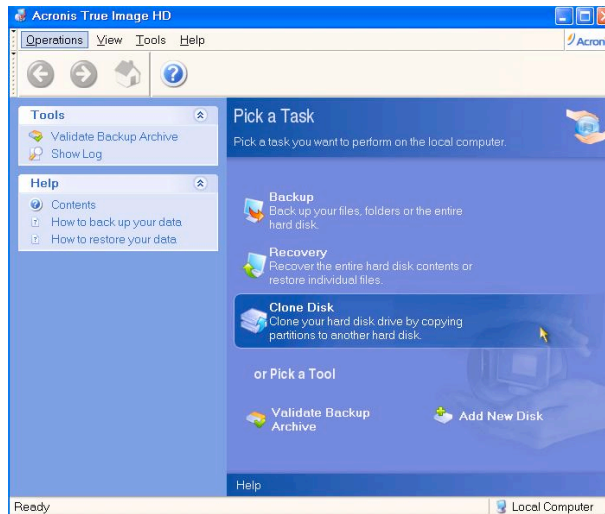 Acronis True Image HD
Operations View Tools Help
Acron
Tools
Validate Backup Archive
Show Log
Help
Contents
How to back up your data
How to restore your data
Pick a Task
Pick a task you want to perform on the local computer.
Backup
Back up your files, folders or the entire
hard disk.
Recovery
Recover the entire hard disk contents or
restore individual files.
Clone Disk
Clone your hard disk drive by copying
partitions to another hard disk.
or Pick a Tool
Validate Backup
Archive
Add New Disk
Help
Ready
Local Computer